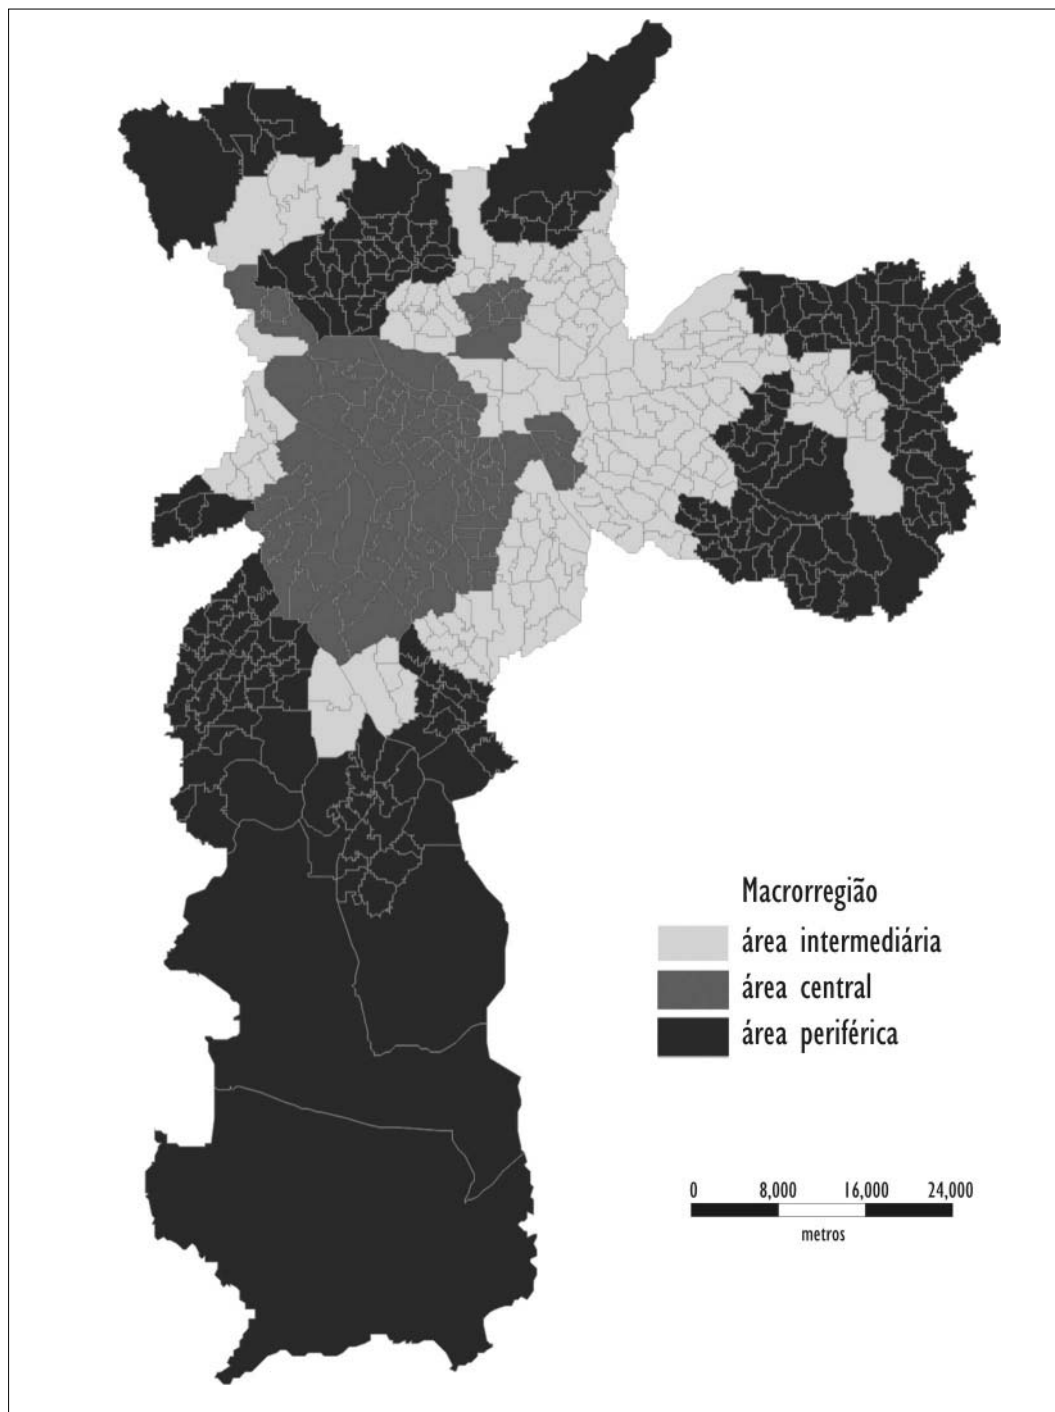 Macrorregião
área intermediária
área central
área periférica
0 8,000 16,000 24,000
metros